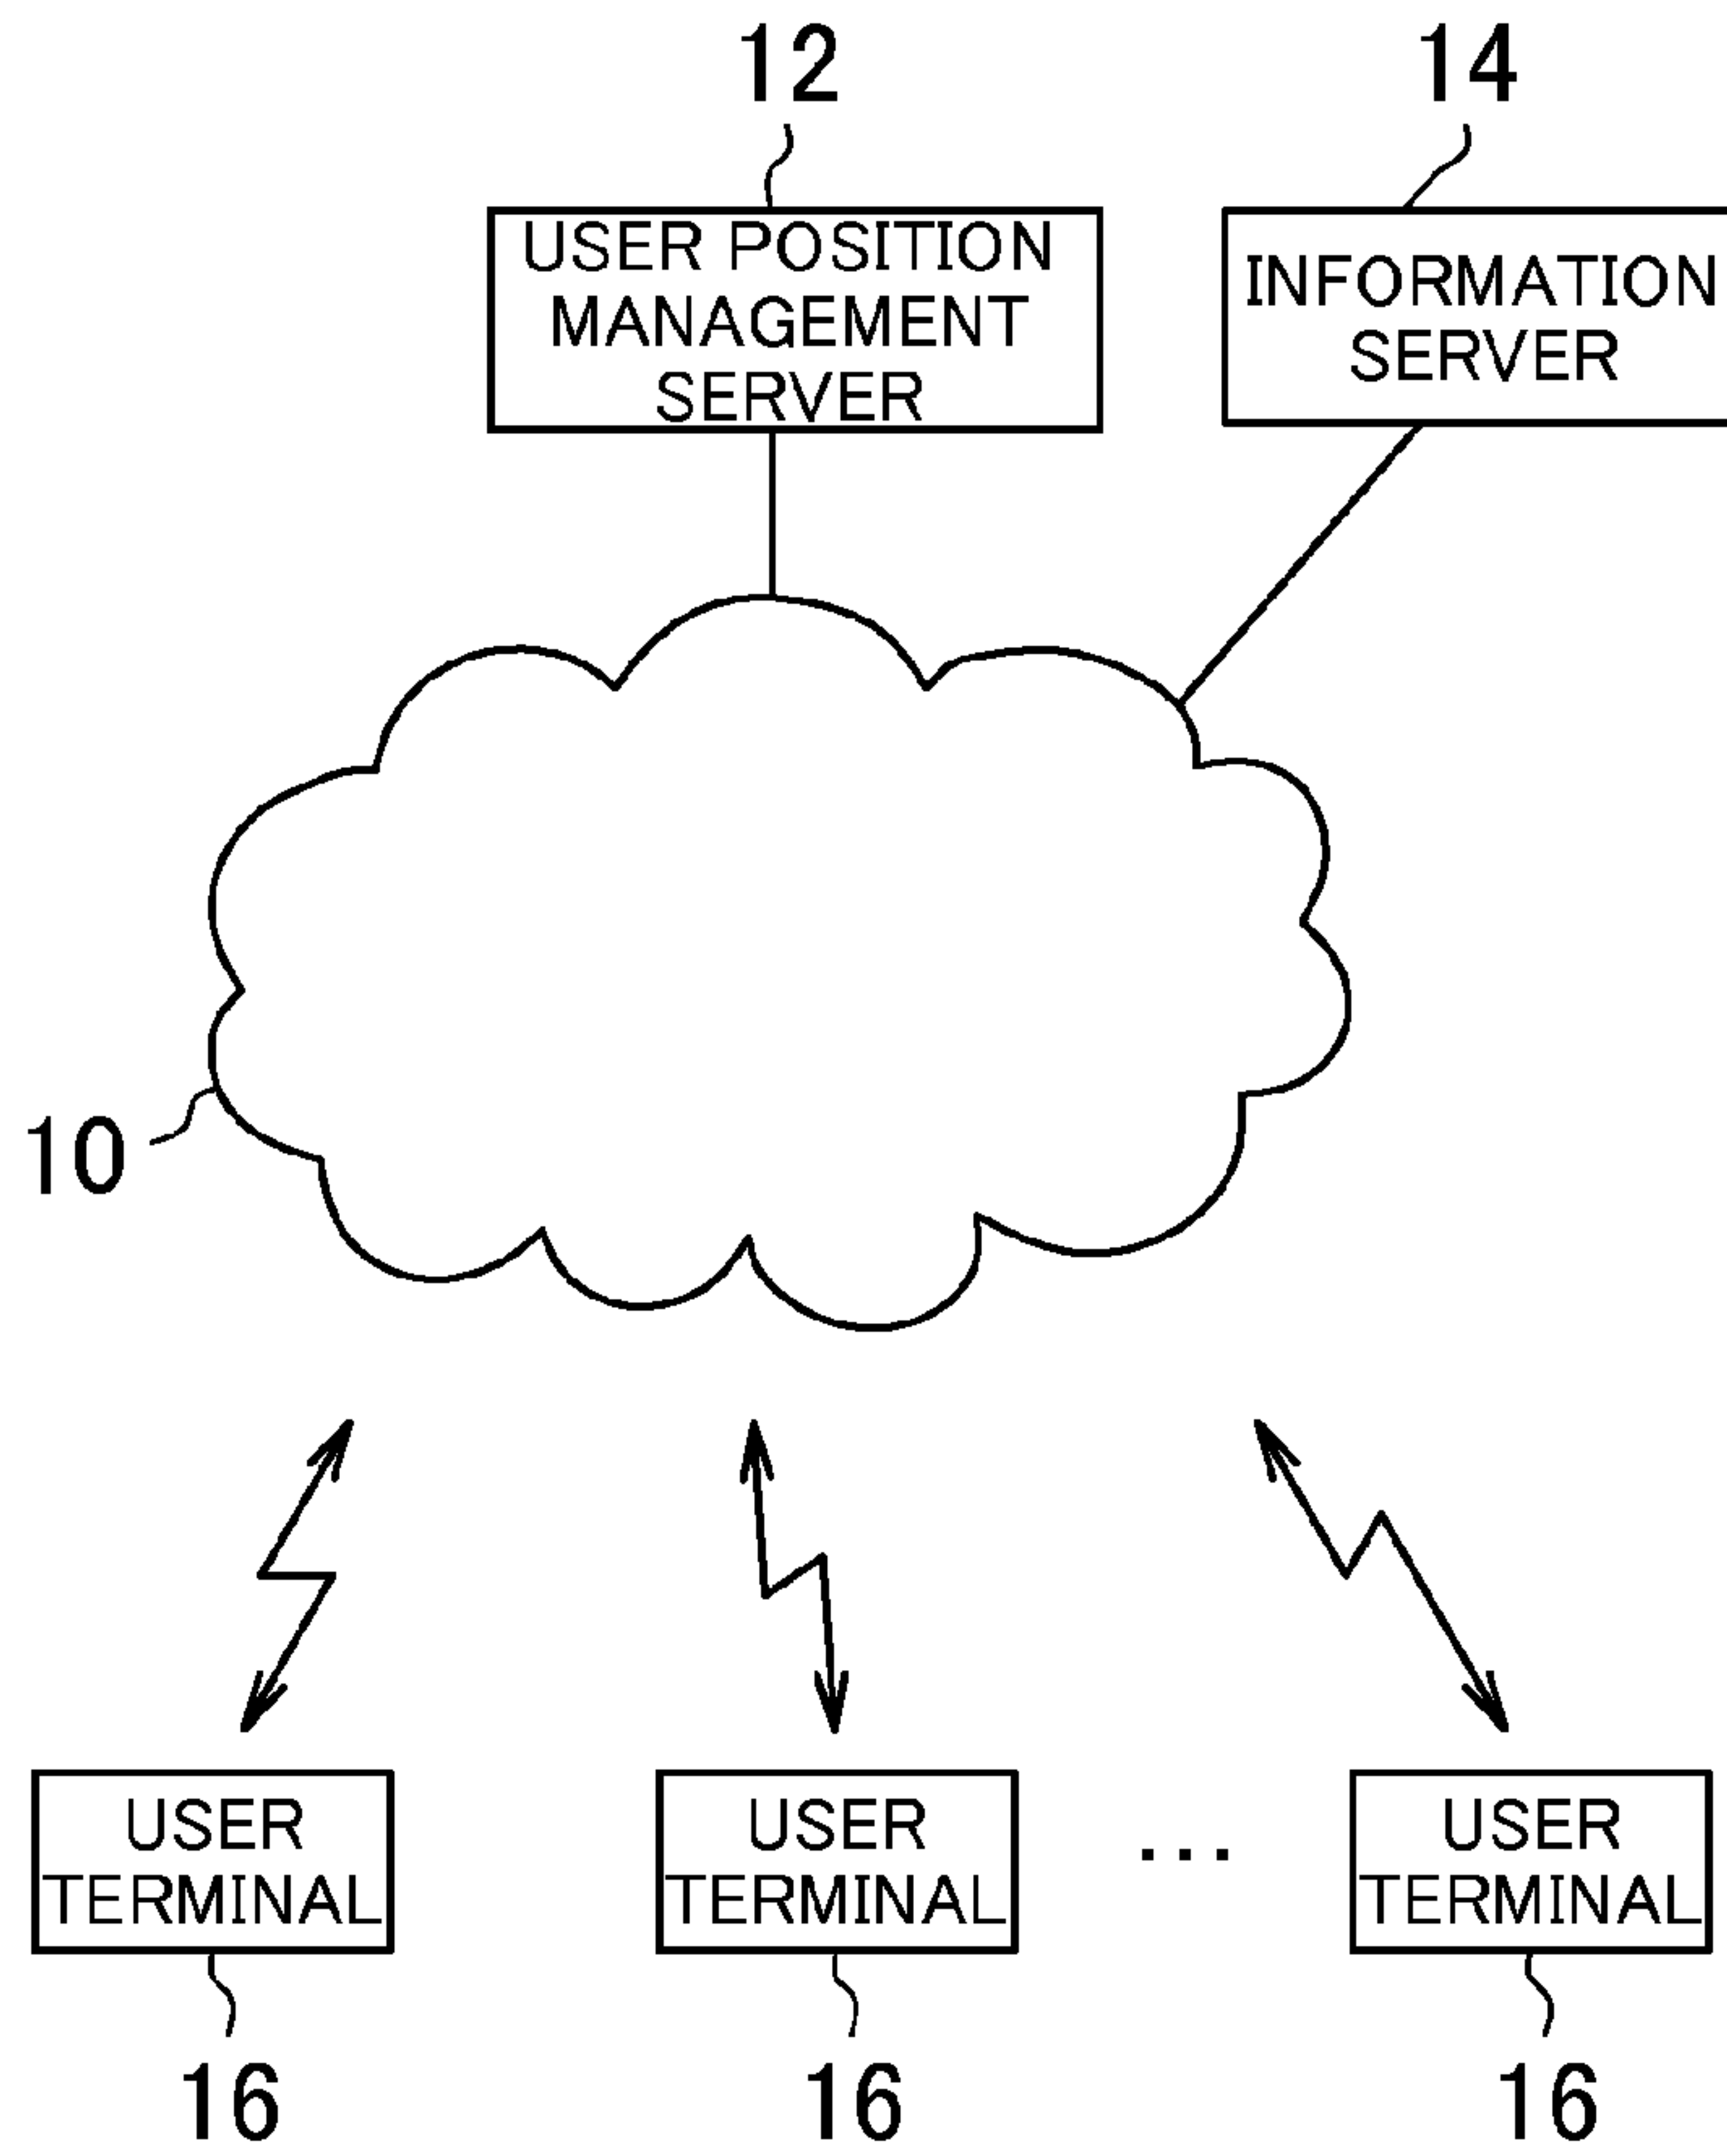 12
14
USER POSITION
MANAGEMENT
SERVER
INFORMATION
SERVER
10
USER
TERMINAL
USER
TERMINAL
...
USER
TERMINAL
16
16
16